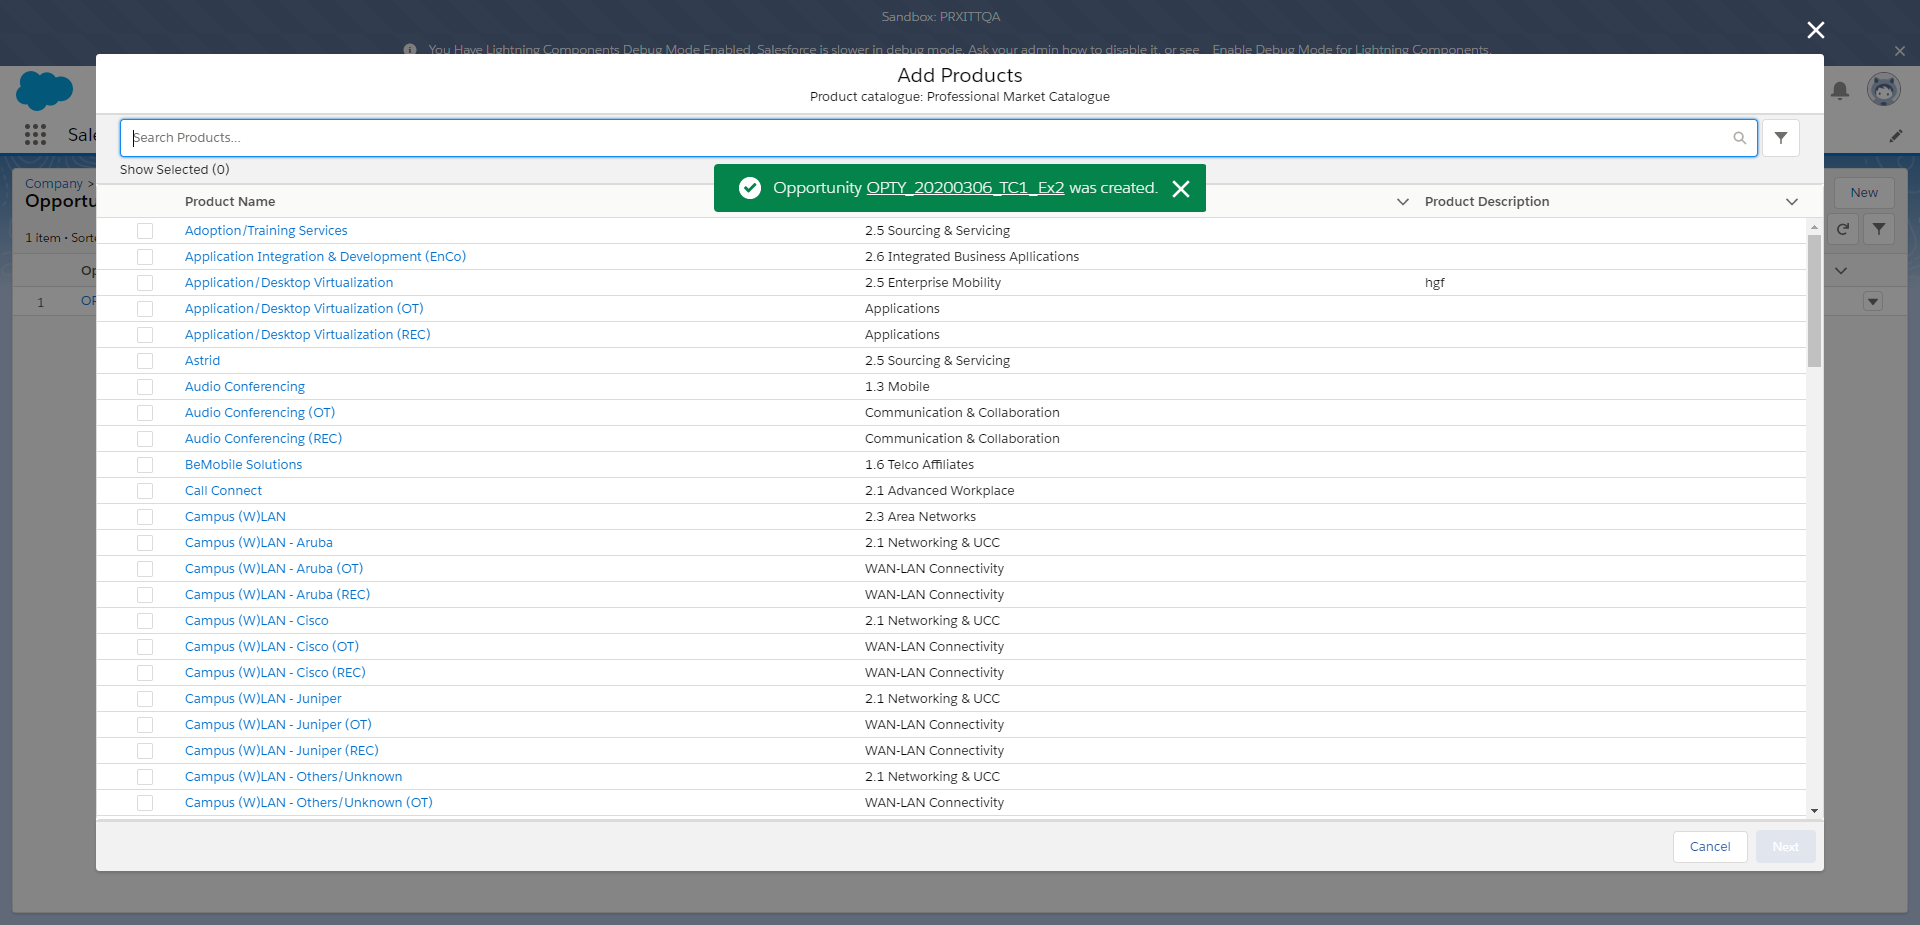 Sandbox: PRXITTQA
You Have Lightning Components Debug Mode Enabled. Salesforce is slower in debug mode. Ask your admin how to disable it, or see Enable Debug Mode for Lightning Components.
Add Products
Product catalogue: Professional Market Catalogue
Search Products...
Show Selected (0)
Opportunity OPTY_20200306_TC1_Ex2 was created.
Company >
New
1 item •
Product Name
Product Description
Adoption/Training Services 2.5 Sourcing & Servicing
Application Integration & Development (EnCo) 2.6 Integrated Business Apllications
Application/Desktop Virtualization 2.5 Enterprise Mobility hgf
Application/Desktop Virtualization (OT) Applications
1
Application/Desktop Virtualization (REC) Applications
Astrid 2.5 Sourcing & Servicing
Audio Conferencing 1.3 Mobile
Audio Conferencing (OT) Communication & Collaboration
Audio Conferencing (REC) Communication & Collaboration
BeMobile Solutions 1.6 Telco Affiliates
Call Connect 2.1 Advanced Workplace
Campus (W)LAN 2.3 Area Networks
Campus (W)LAN - Aruba 2.1 Networking & UCC
Campus (W)LAN - Aruba (OT) WAN-LAN Connectivity
Campus (W)LAN - Aruba (REC) WAN-LAN Connectivity
Campus (W)LAN - Cisco 2.1 Networking & UCC
Campus (W)LAN - Cisco (OT) WAN-LAN Connectivity
Campus (W)LAN - Cisco (REC) WAN-LAN Connectivity
Campus (W)LAN - Juniper 2.1 Networking & UCC
Campus (W)LAN - Juniper (OT) WAN-LAN Connectivity
Campus (W)LAN - Juniper (REC) WAN-LAN Connectivity
Campus (W)LAN - Others/Unknown 2.1 Networking & UCC
Campus (W)LAN - Others/Unknown (OT) WAN-LAN Connectivity
Cancel
Next